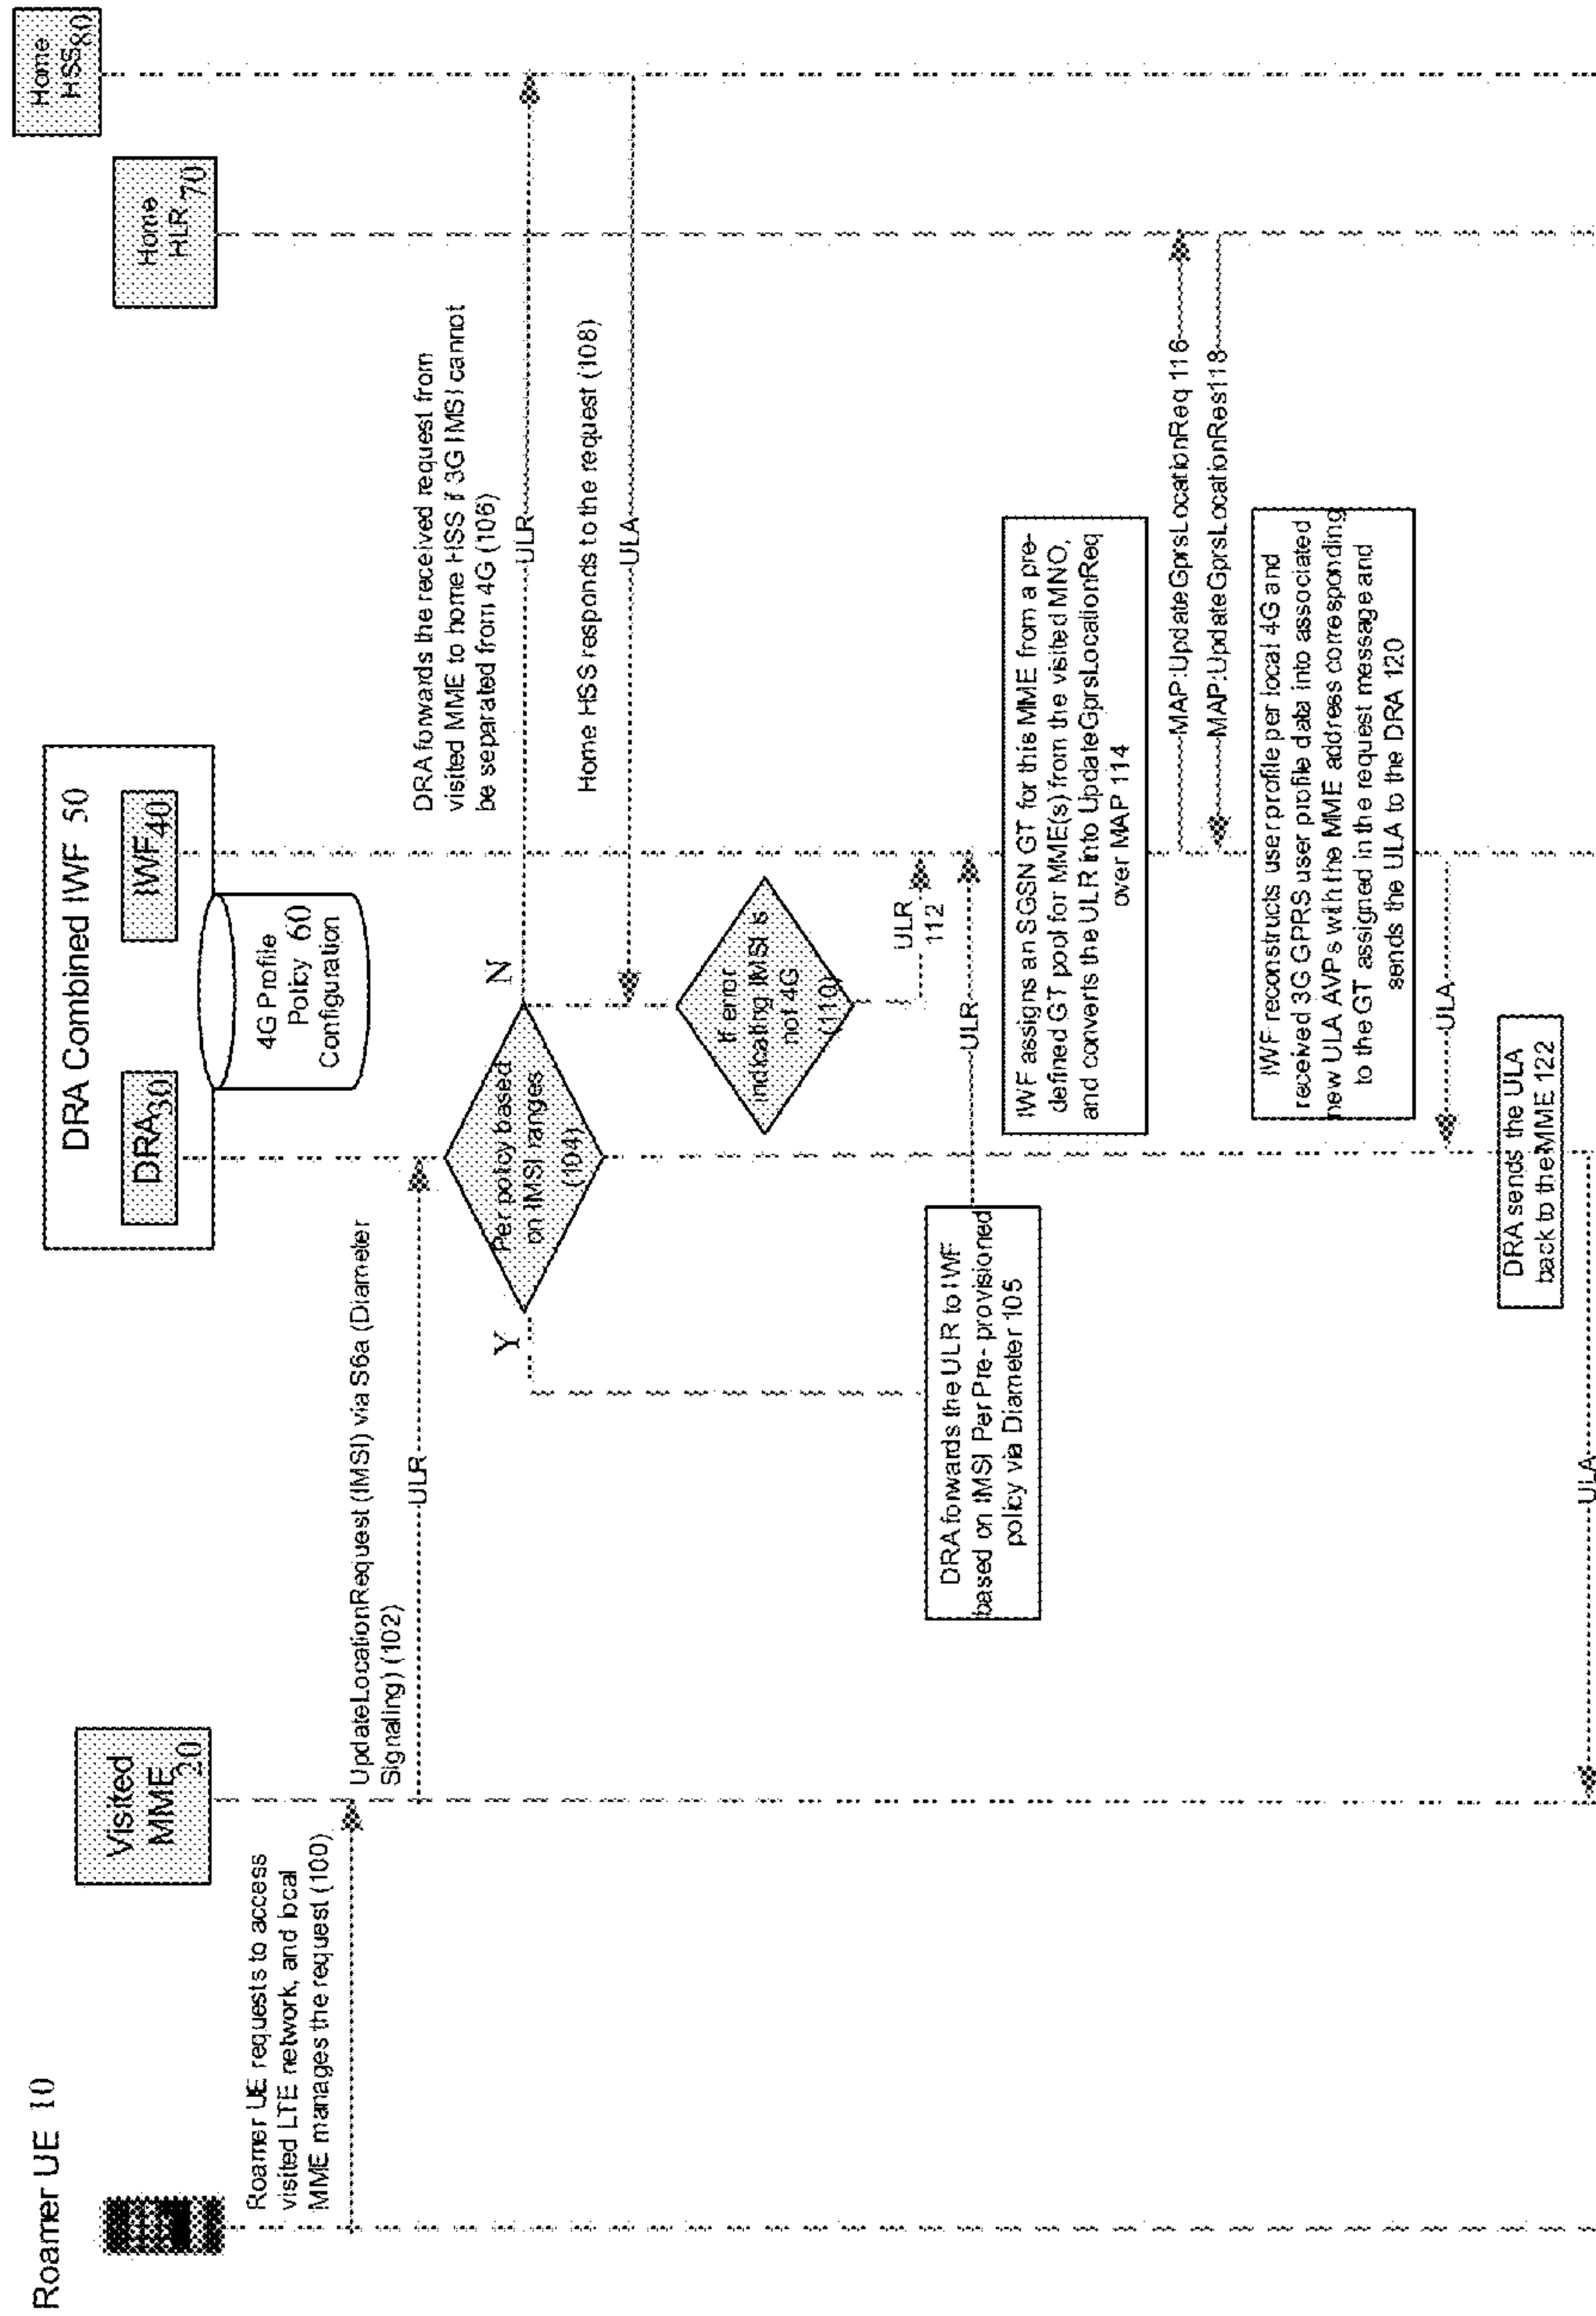 Roamer UE 10
Visited
MME
20
DRA Combined IWF 50
DRA 30
IWF 40
4G Profile
Policy 60
Configuration
Home
HLR 70
Home
HSS 80
Roamer UE requests to access
visited LTE network, and local
MME manages the request (100)
UpdateLocationRequest (IMSI) via S6a (Diameter
Signaling) (102)
ULR
Per policy based
on IMSI ranges
(104)
Y
N
DRA forwards the received request from
visited MME to home HSS if 3G IMSI cannot
be separated from 4G (106)
ULR
Home HSS responds to the request (108)
ULA
If error
indicating IMSI is
not 4G
(110)
ULR
112
DRA forwards the ULR to IWF
based on IMSI Per Pre- provisioned
policy via Diameter 105
ULR
IWF assigns an SGSN GT for this MME from a pre-
defined GT pool for MME(s) from the visited MNO,
and converts the ULR into UpdateGprsLocationReq
over MAP 114
MAP:UpdateGprsLocationReq 116
MAP:UpdateGprsLocationRes118
IWF reconstructs user profile per local 4G and
received 3G GPRS user profile data into associated
new ULA AVPs with the MME address corresponding
to the GT assigned in the request message and
sends the ULA to the DRA 120
ULA
DRA sends the ULA
back to the MME 122
ULA